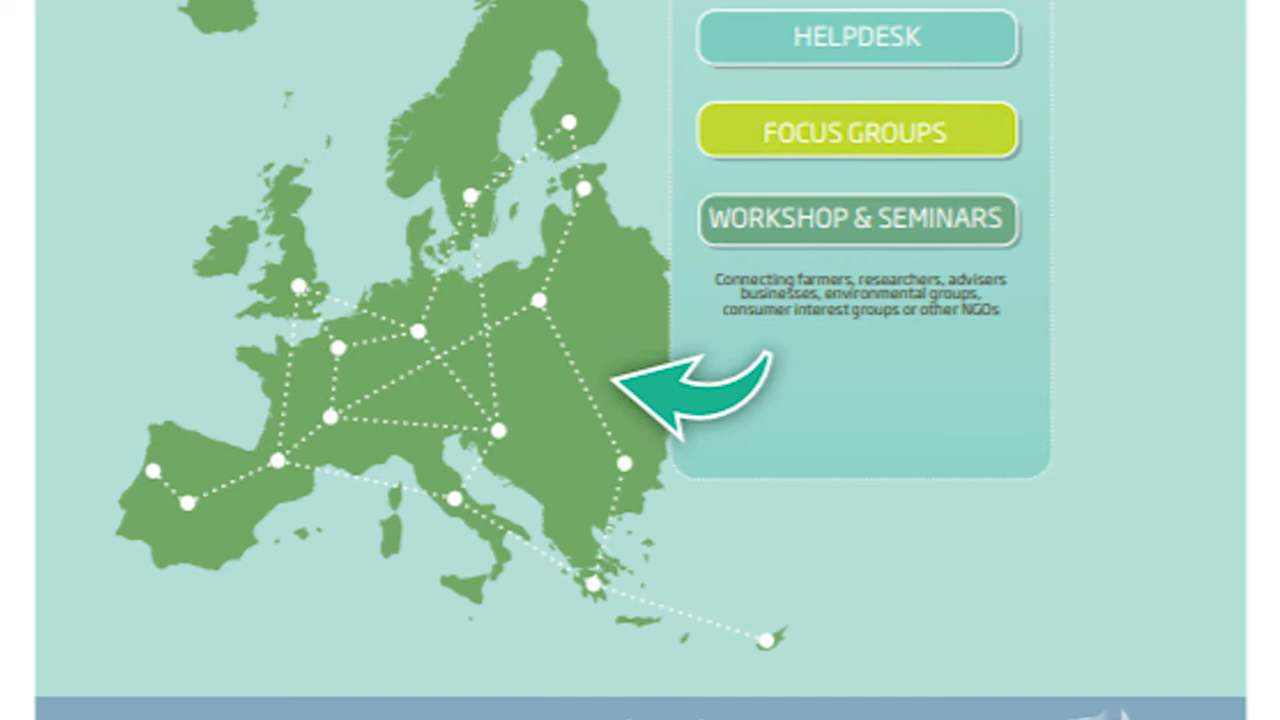 HELPDESK
FOCUS GROUPS
WORKSHOP & SEMINARS
Connecting farmers, researchers, advisers
businesses, environmental groups,
consumer interest groups or other NGOs